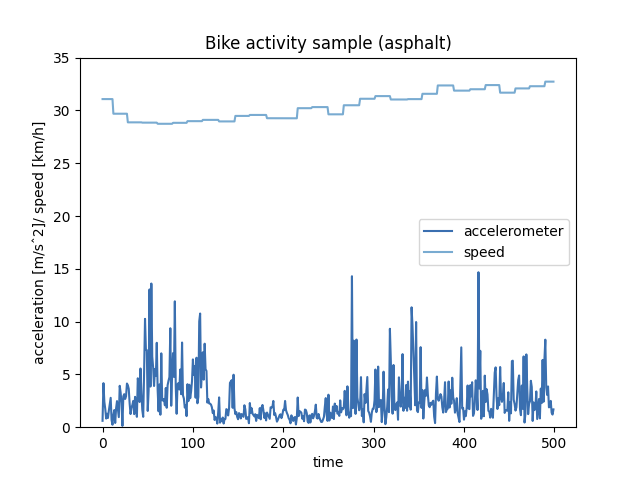 Bike activity sample (asphalt)
35
30
25
20
15
10
5
0
acceleration [m/sˆ2]/ speed [km/h]
accelerometer
speed
0
100
200
300
400
500
time